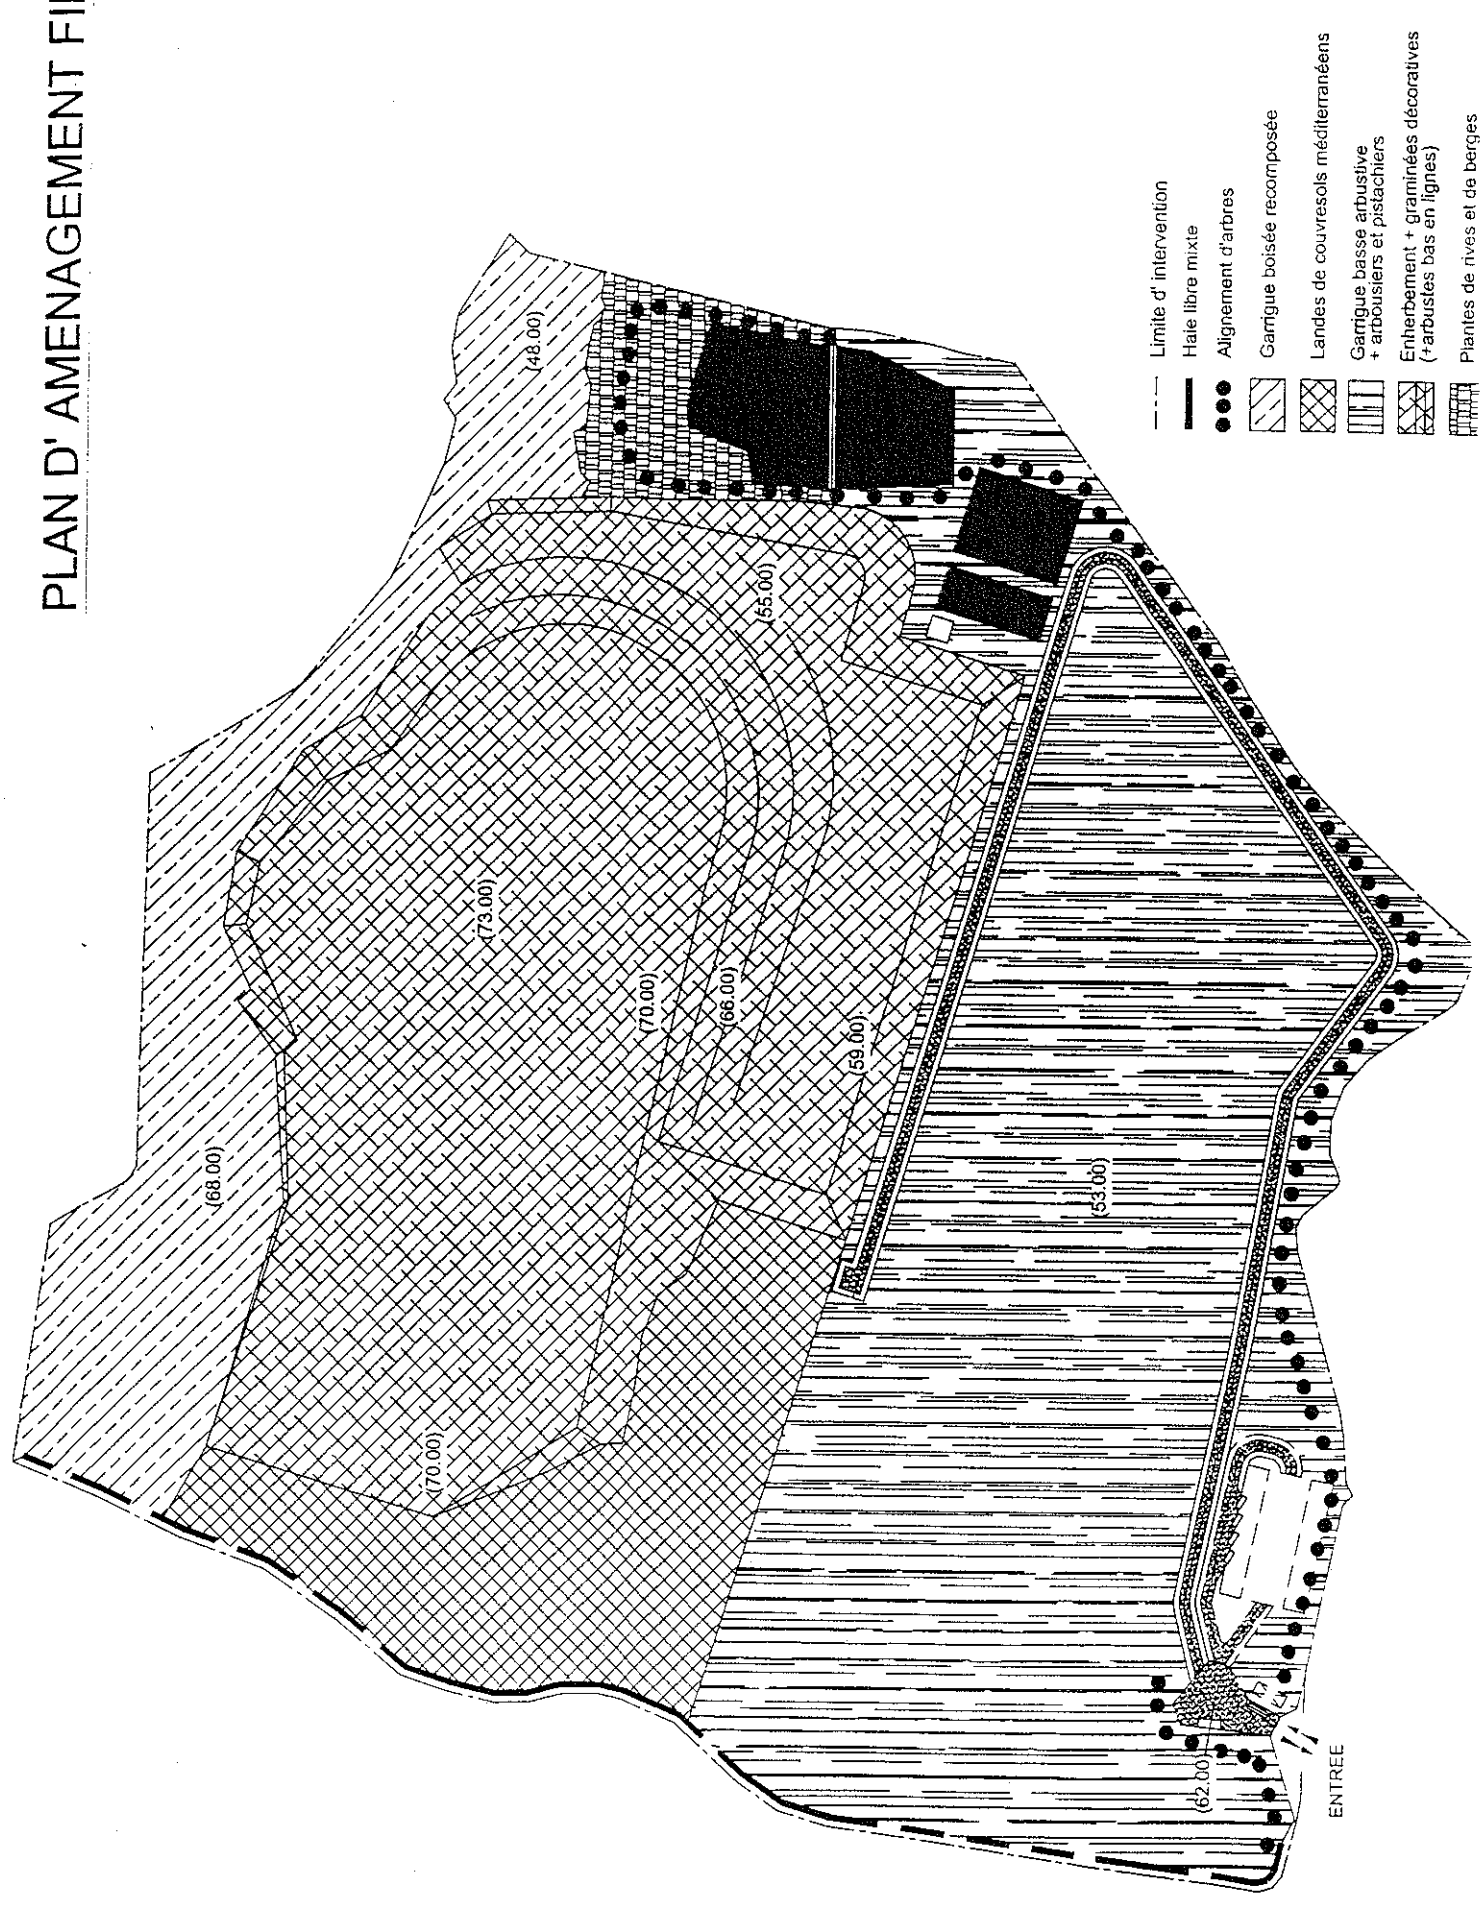 PLAN D' AMENAGEMENT
(48.00)
(55.00)
(73.00)
(70.00)
(66.00)
(59.00)
(68.00)
(53.00)
(70.00)
(62.00)
ENTREE
Limite d' intervention
Haie libre mixte
Alignement d'arbres
Garrigue boisée recomposée
Landes de couvresols méditerranéens
Garrigue basse arbustive
+ arbousiers et pistachiers
Enherbement + graminées décoratives
(+arbustes bas en lignes)
Plantes de rives et de berges